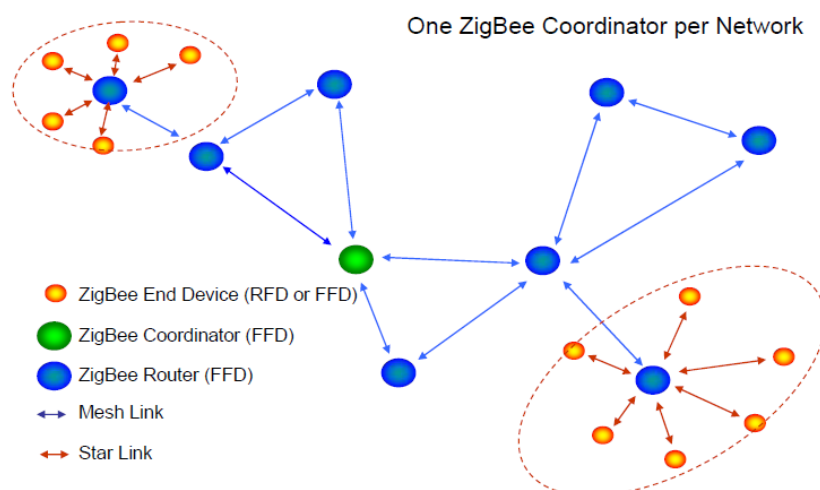 One ZigBee Coordinator per Network
ZigBee End Device (RFD or FFD)
ZigBee Coordinator (FFD)
ZigBee Router (FFD)
Mesh Link
Star Link